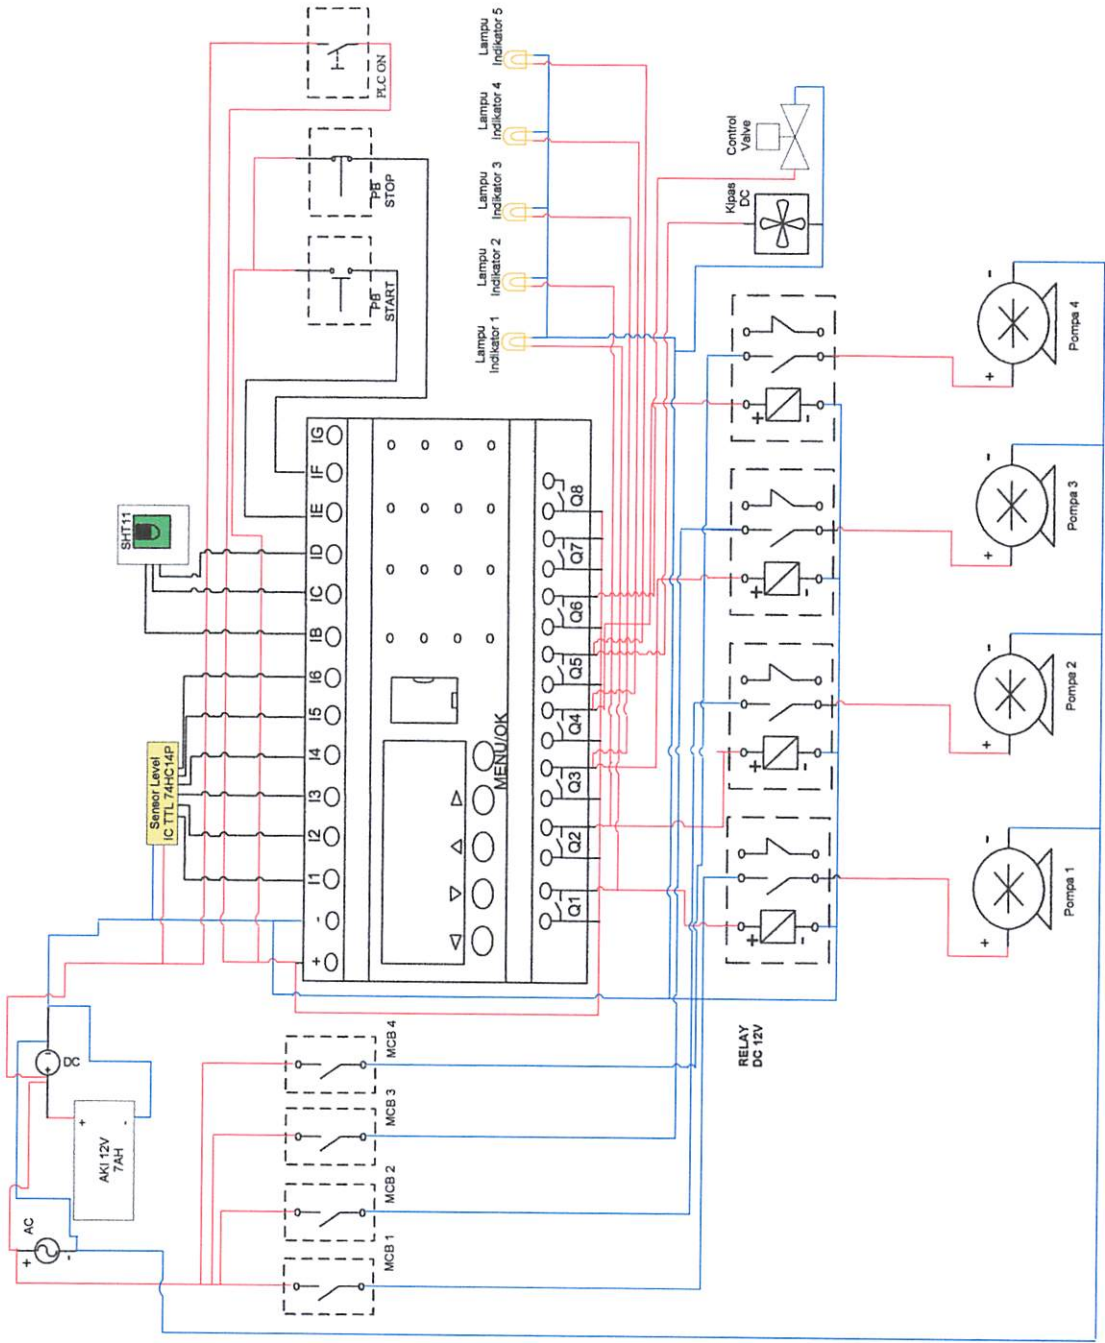 AC
+
-
AKI 12V
7AH
+
-
DC
+
-
Sensor Level
IC TTL 74HC14P
SHT11
PB
START
PB
STOP
PLC ON
MCB 1
MCB 2
MCB 3
MCB 4
+
-
I1
I2
I3
I4
I5
I6
IB
IC
ID
IE
IF
IG
MENU/OK
Q1
Q2
Q3
Q4
Q5
Q6
Q7
Q8
Lampu
Indikator 1
Lampu
Indikator 2
Lampu
Indikator 3
Lampu
Indikator 4
Lampu
Indikator 5
Kipas
DC
Control
Valve
RELAY
DC 12V
+
-
+
-
+
-
+
-
+
-
Pompa 1
+
-
Pompa 2
+
-
Pompa 3
+
-
Pompa 4